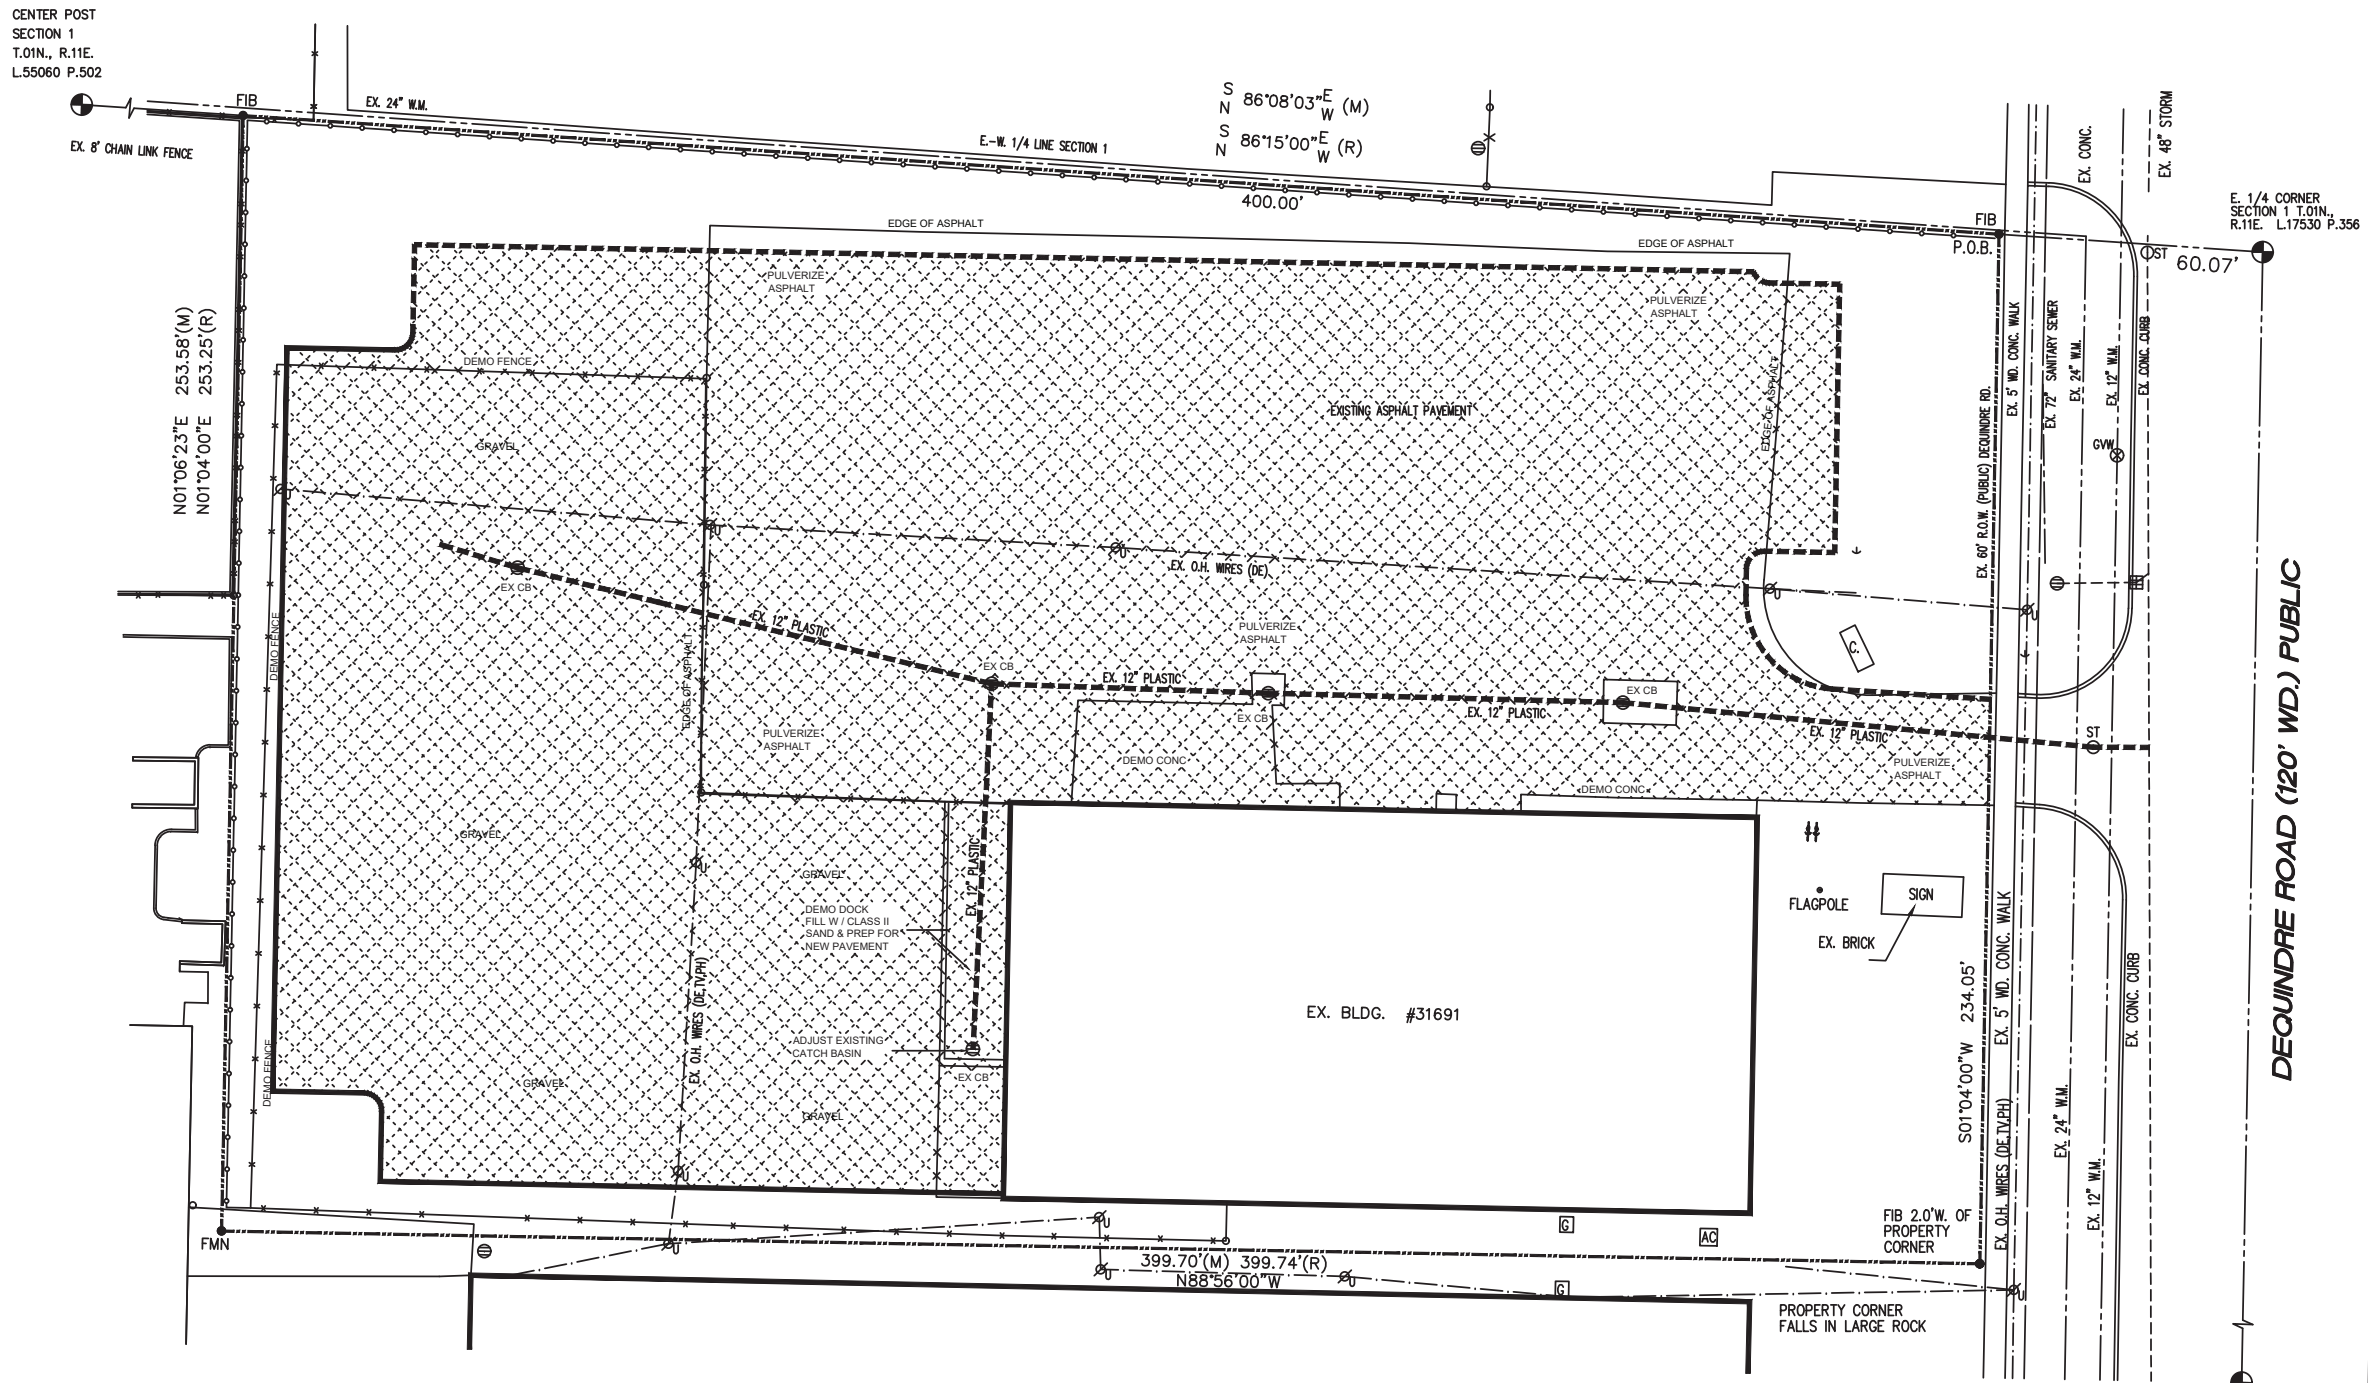 CENTER POST
SECTION 1
T.01N., R.11E.
L.55060 P.502
FIB
EX. 24" W.M.
EX. 8' CHAIN LINK FENCE
E.-W. 1/4 LINE SECTION 1
S
N 86°08'03" E
W (M)
S
N 86°15'00" E
W (R)
400.00'
EX. CONC.
EX. 48" STORM
E. 1/4 CORNER
SECTION 1 T.01N.,
R.11E. L.17530 P.356
FIB
P.O.B.
ST
60.07'
EDGE OF ASPHALT
EDGE OF ASPHALT
PULVERIZE
ASPHALT
PULVERIZE
ASPHALT
N01°06'23"E 253.58'(M)
N01°04'00"E 253.25'(R)
DEMO FENCE
EXISTING ASPHALT PAVEMENT
EDGE OF ASPHALT
GRAVEL
EX. 60' R.O.W. (PUBLIC) DEQUINDRE RD.
EX. 5' WD. CONC. WALK
EX. 72" SANITARY SEWER
EX. 24" W.M.
EX. 12" W.M.
EX. CONC. CURB
GVW
U
U
U
U
U
EX. O.H. WIRES (DE)
EX CB
EX. 12" PLASTIC
PULVERIZE
ASPHALT
C.
DEMO FENCE
EDGE OF ASPHALT
EX CB
EX. 12" PLASTIC
EX CB
EX CB
EX. 12" PLASTIC
EX. 12" PLASTIC
ST
PULVERIZE
ASPHALT
DEMO CONC
PULVERIZE
ASPHALT
DEMO CONC
DEQUINDRE ROAD (120' WD.) PUBLIC
GRAVEL
GRAVEL
U
EX. 12" PLASTIC
DEMO DOCK
FILL W / CLASS II
SAND & PREP FOR
NEW PAVEMENT
FLAGPOLE
SIGN
EX. BRICK
EX. O.H. WIRES (DE,TV,PH)
EX. BLDG. #31691
S01°04'00"W 234.05'
EX. 5' WD. CONC. WALK
EX. CONC. CURB
ADJUST EXISTING
CATCH BASIN
EX CB
DEMO FENCE
GRAVEL
GRAVEL
U
EX. O.H. WIRES (DE,TV,PH)
EX. 24" W.M.
EX. 12" W.M.
FMN
U
U
G
AC
FIB 2.0'W. OF
PROPERTY
CORNER
399.70'(M) 399.74'(R)
N88°56'00"W
U
U
G
U
PROPERTY CORNER
FALLS IN LARGE ROCK